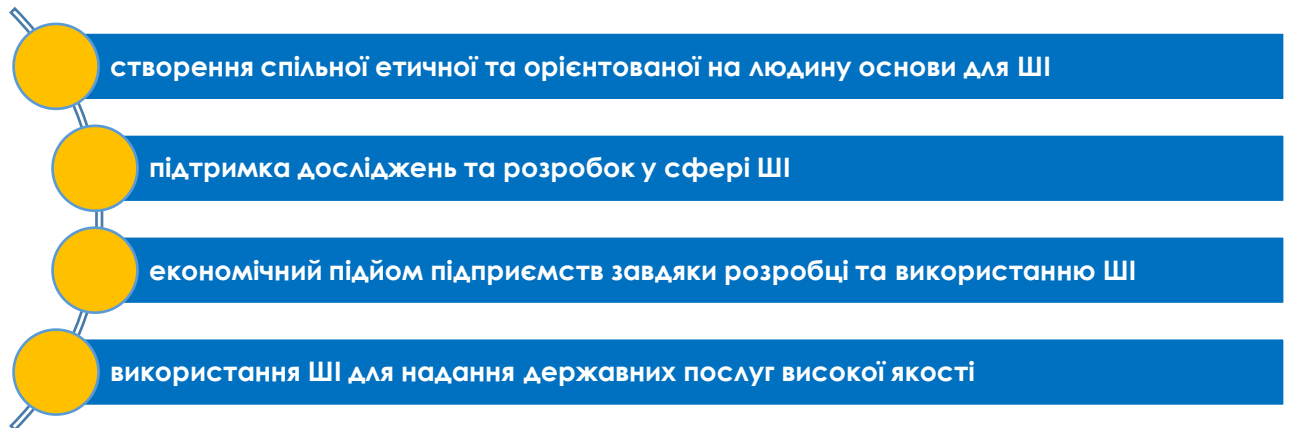 створення спільної етичної та орієнтованої на людину основи для ШІ
підтримка досліджень та розробок у сфері ШІ
економічний підйом підприємств завдяки розробці та використанню ШІ
використання ШІ для надання державних послуг високої якості